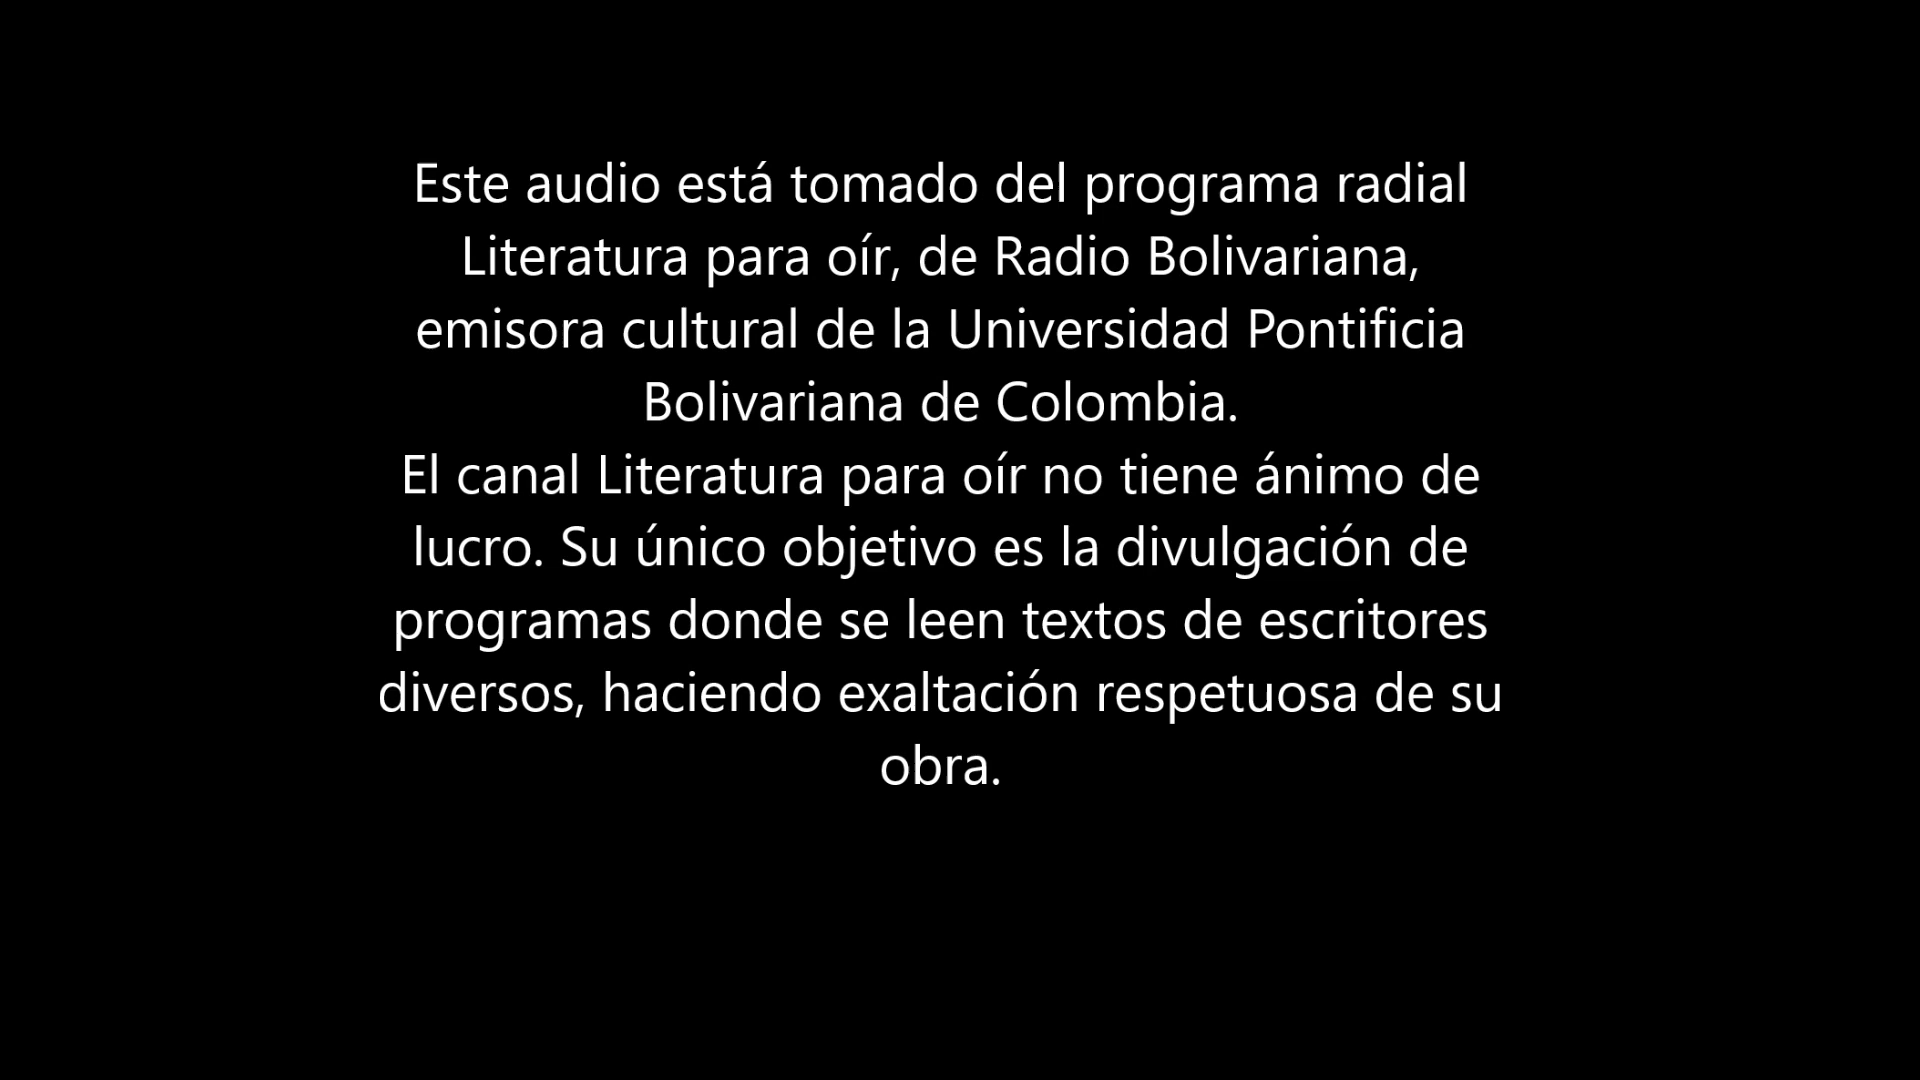 Este audio está tomado del programa radial
Literatura para oír, de Radio Bolivariana,
emisora cultural de la Universidad Pontificia
Bolivariana de Colombia.
El canal Literatura para oír no tiene ánimo de
lucro. Su único objetivo es la divulgación de
programas donde se leen textos de escritores
diversos, haciendo exaltación respetuosa de su
obra.